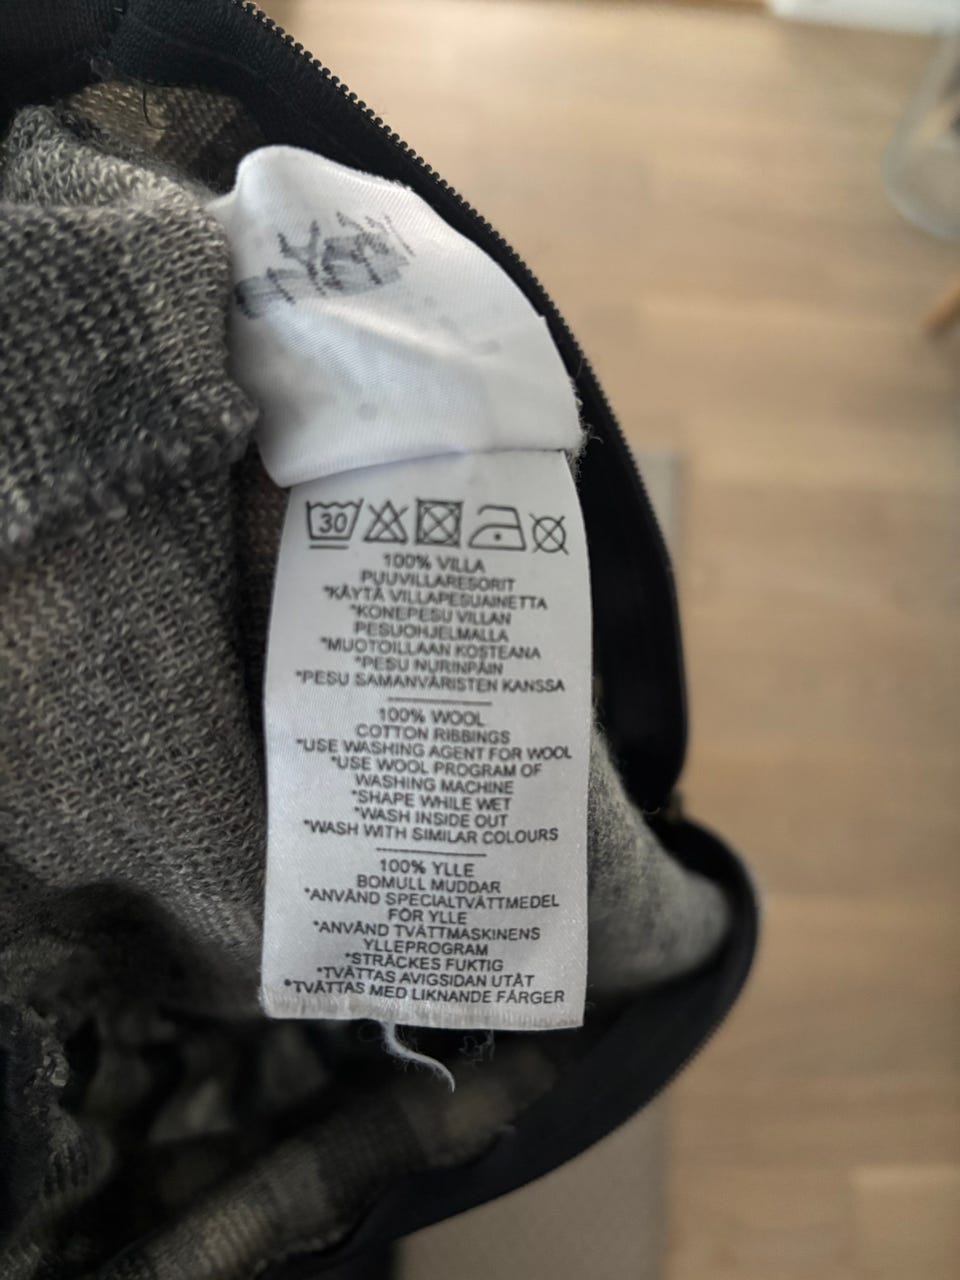 30
100% VILLA
PUUVILLARESORIT
*KÄYTÄ VILLAPESUAINETTA
*KONEPESU VILLAN
PESUOHJELMALLA
*MUOTOILLAAN KOSTEANA
*PESU NURINPÄIN
*PESU SAMANVÄRISTEN KANSSA
100% WOOL
COTTON RIBBINGS
*USE WASHING AGENT FOR WOOL
*USE WOOL PROGRAM OF
WASHING MACHINE
*SHAPE WHILE WET
*WASH INSIDE OUT
*WASH WITH SIMILAR COLOURS
100% YLLE
BOMULL MUDDAR
*ANVÄND SPECIALTVÄTTMEDEL
FÖR YLLE
*ANVÄND TVÄTTMASKINENS
YLLEPROGRAM
*STRÄCKES FUKTIG
*TVÄTTAS AVIGSIDAN UTÅT
*TVÄTTAS MED LIKNANDE FÄRGER